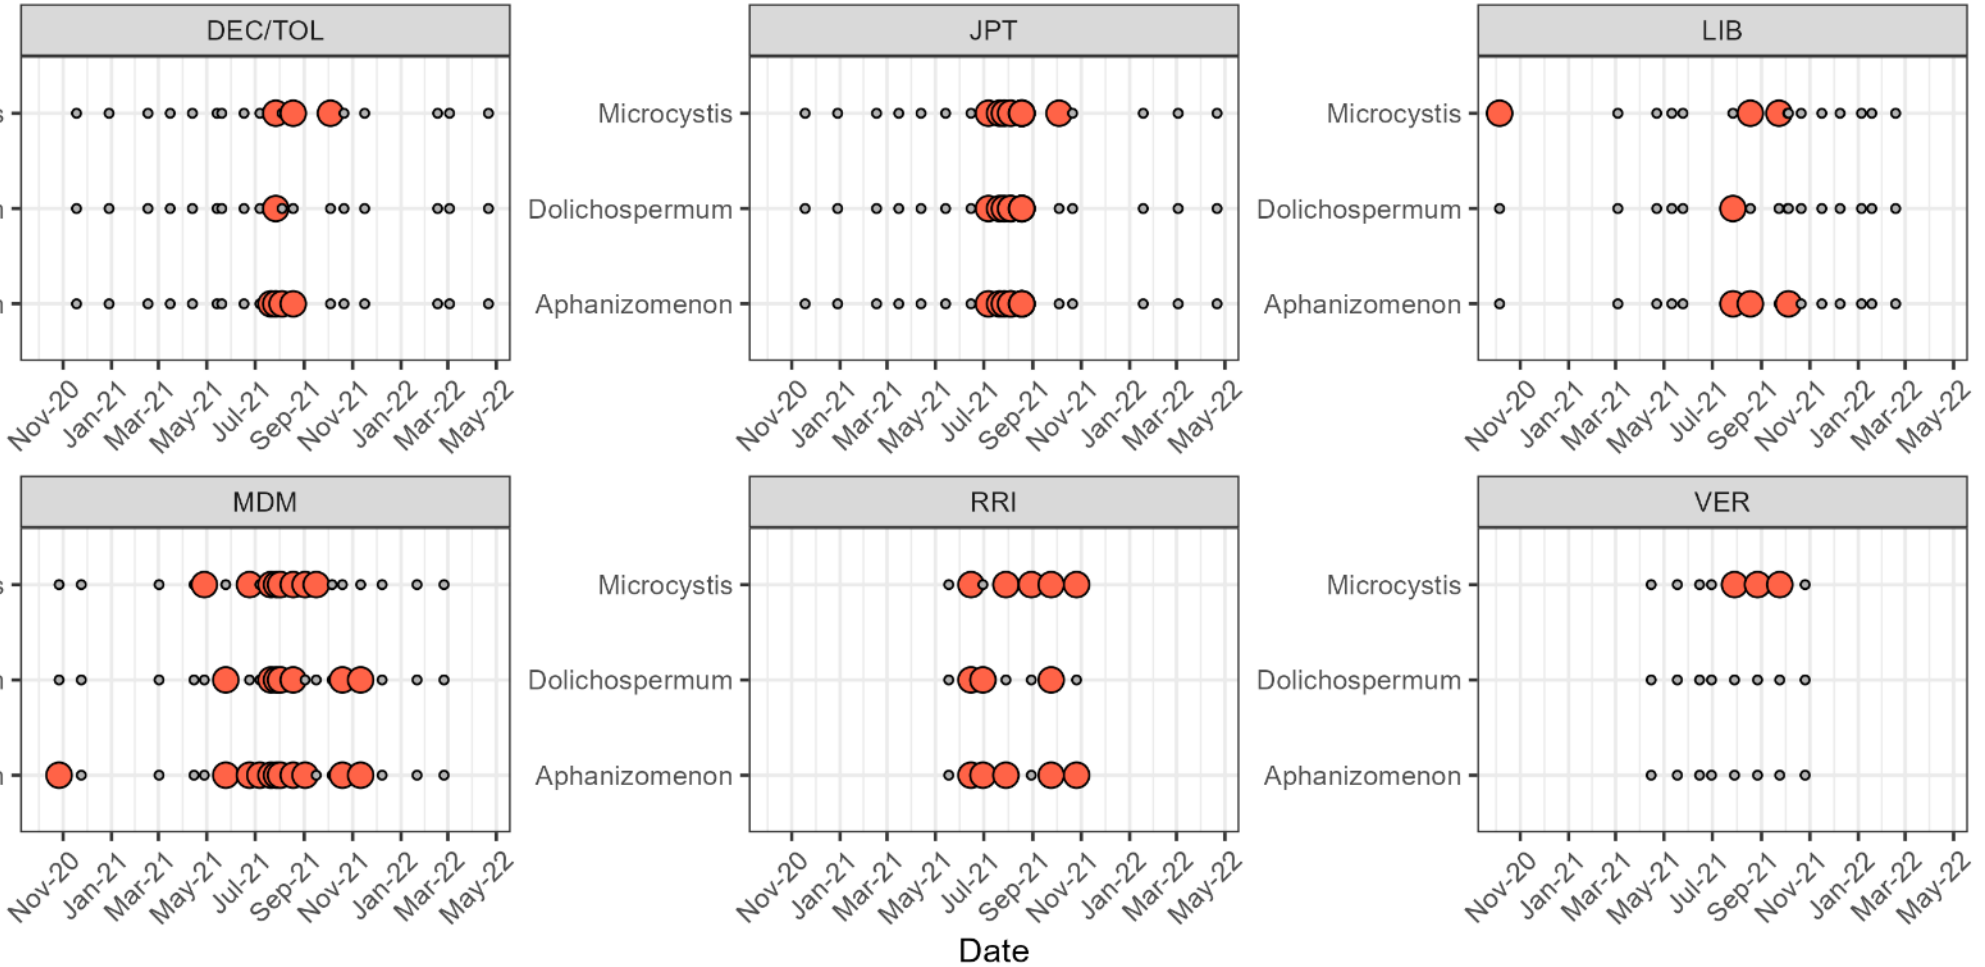 DEC/TOL
JPT
LIB
Microcystis
Microcystis
Dolichospermum
Dolichospermum
Aphanizomenon
Aphanizomenon
Nov-20 Jan-21 Mar-21 May-21 Jul-21 Sep-21 Nov-21 Jan-22 Mar-22 May-22
Nov-20 Jan-21 Mar-21 May-21 Jul-21 Sep-21 Nov-21 Jan-22 Mar-22 May-22
Nov-20 Jan-21 Mar-21 May-21 Jul-21 Sep-21 Nov-21 Jan-22 Mar-22 May-22
MDM
RRI
VER
Microcystis
Microcystis
Dolichospermum
Dolichospermum
Aphanizomenon
Aphanizomenon
Nov-20 Jan-21 Mar-21 May-21 Jul-21 Sep-21 Nov-21 Jan-22 Mar-22 May-22
Nov-20 Jan-21 Mar-21 May-21 Jul-21 Sep-21 Nov-21 Jan-22 Mar-22 May-22
Nov-20 Jan-21 Mar-21 May-21 Jul-21 Sep-21 Nov-21 Jan-22 Mar-22 May-22
Date